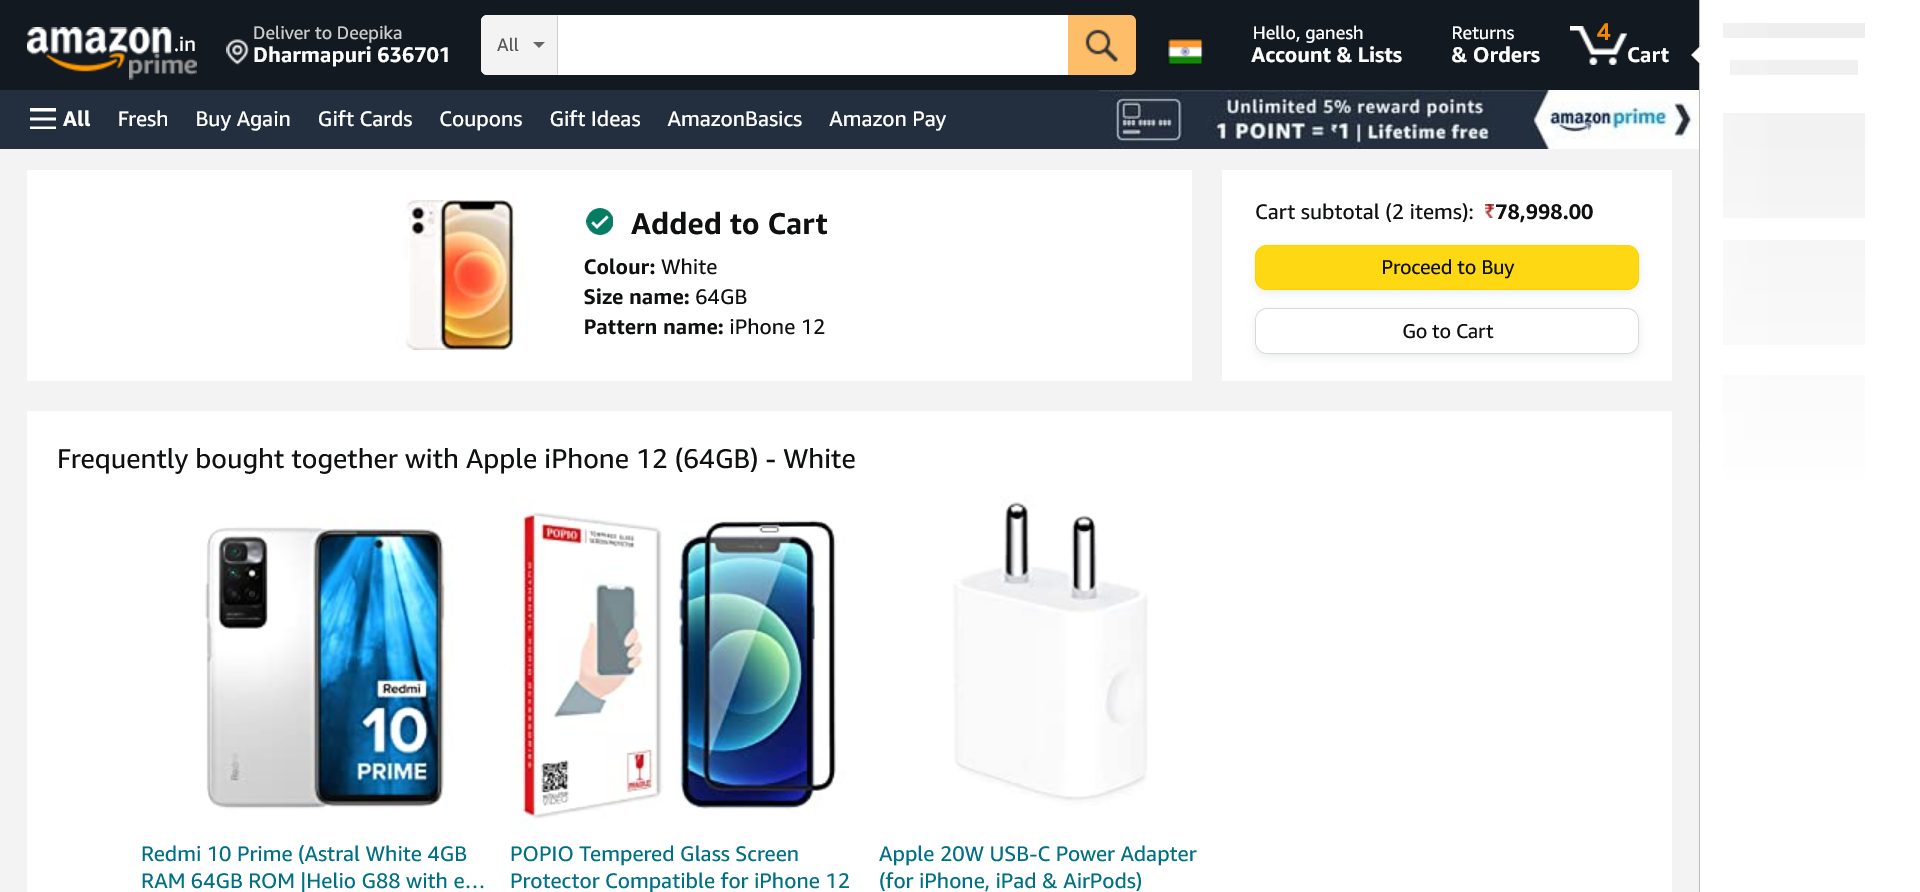 amazon.in
prime
Deliver to Deepika
Dharmapuri 636701
All
Hello, ganesh
Account & Lists
Returns
& Orders
4
Cart
All
Fresh
Buy Again
Gift Cards
Coupons
Gift Ideas
AmazonBasics
Amazon Pay
Unlimited 5% reward points
1 POINT = ₹1 | Lifetime free
amazon prime
Added to Cart
Colour: White
Size name: 64GB
Pattern name: iPhone 12
Cart subtotal (2 items): ₹78,998.00
Proceed to Buy
Go to Cart
Frequently bought together with Apple iPhone 12 (64GB) - White
Redmi
10
PRIME
Redmi
POPIO
TEMPERED GLASS
SCREEN PROTECTOR
Redmi 10 Prime (Astral White 4GB
RAM 64GB ROM |Helio G88 with e...
POPIO Tempered Glass Screen
Protector Compatible for iPhone 12
Apple 20W USB-C Power Adapter
(for iPhone, iPad & AirPods)